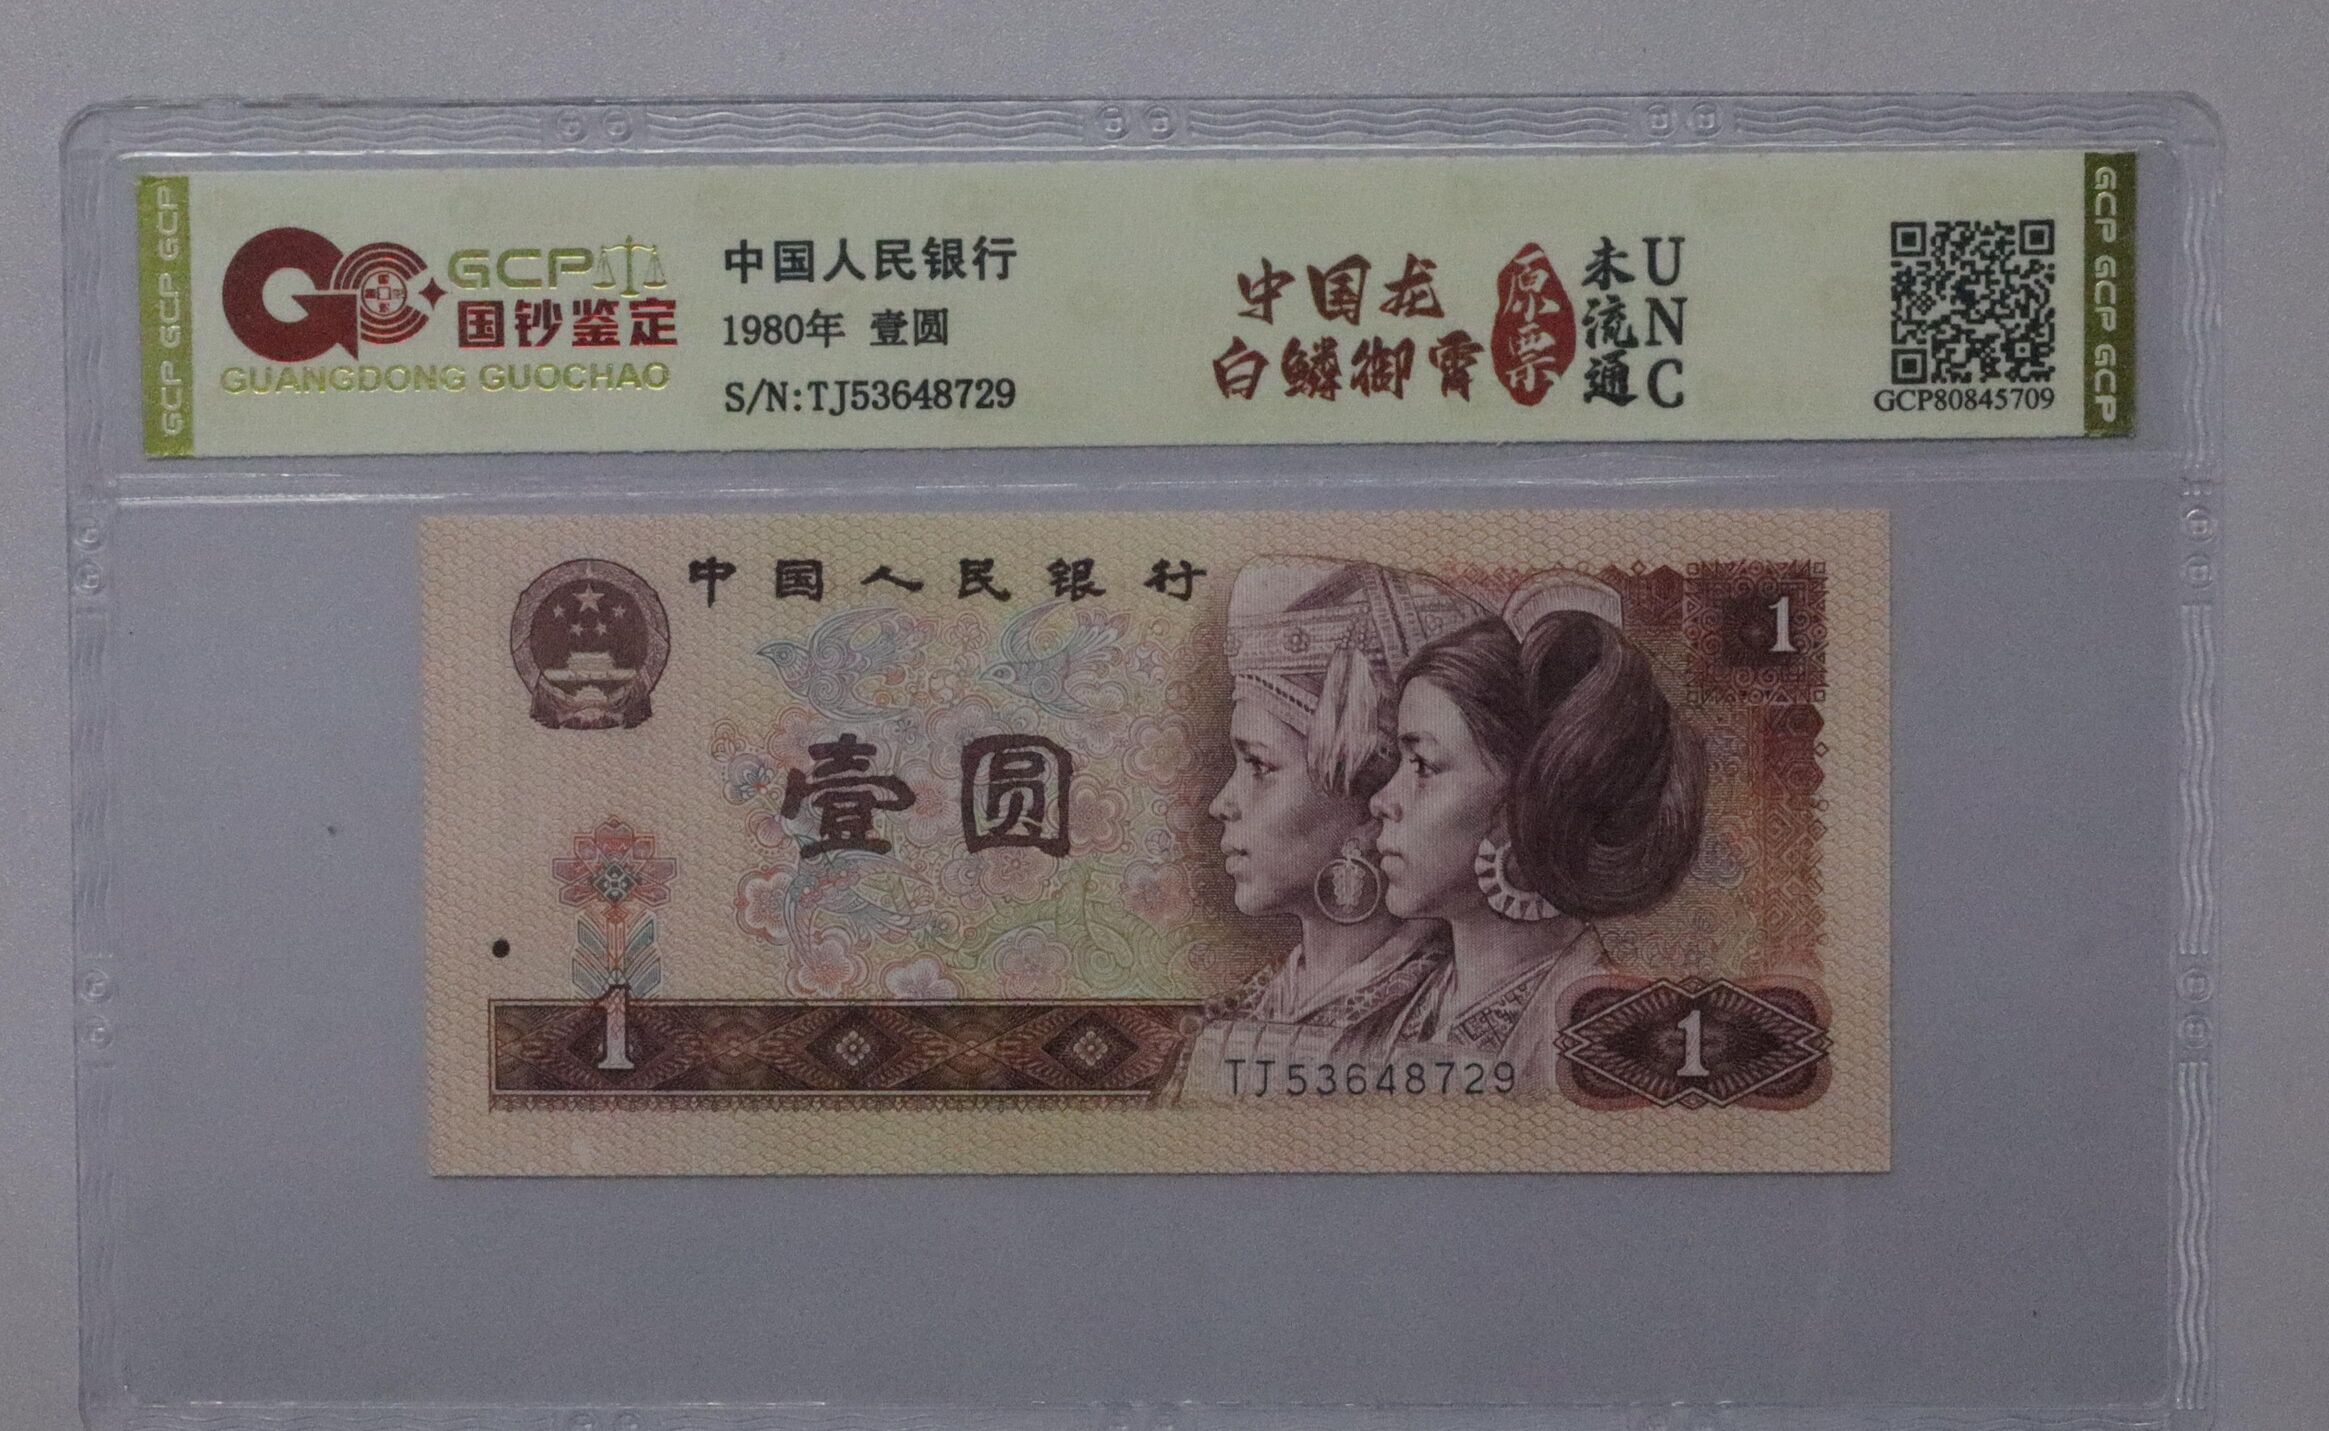 GCP GCP GCP
GCP
国钞鉴定
GUANGDONG GUOCHAO
中国人民银行
1980年 壹圆
S/N:TJ53648729
中国龙
白鳞御霄
原票
未流通
UNC
GCP80845709
GCP GCP GCP
中国人民银行
壹圆
1
1
TJ53648729
1